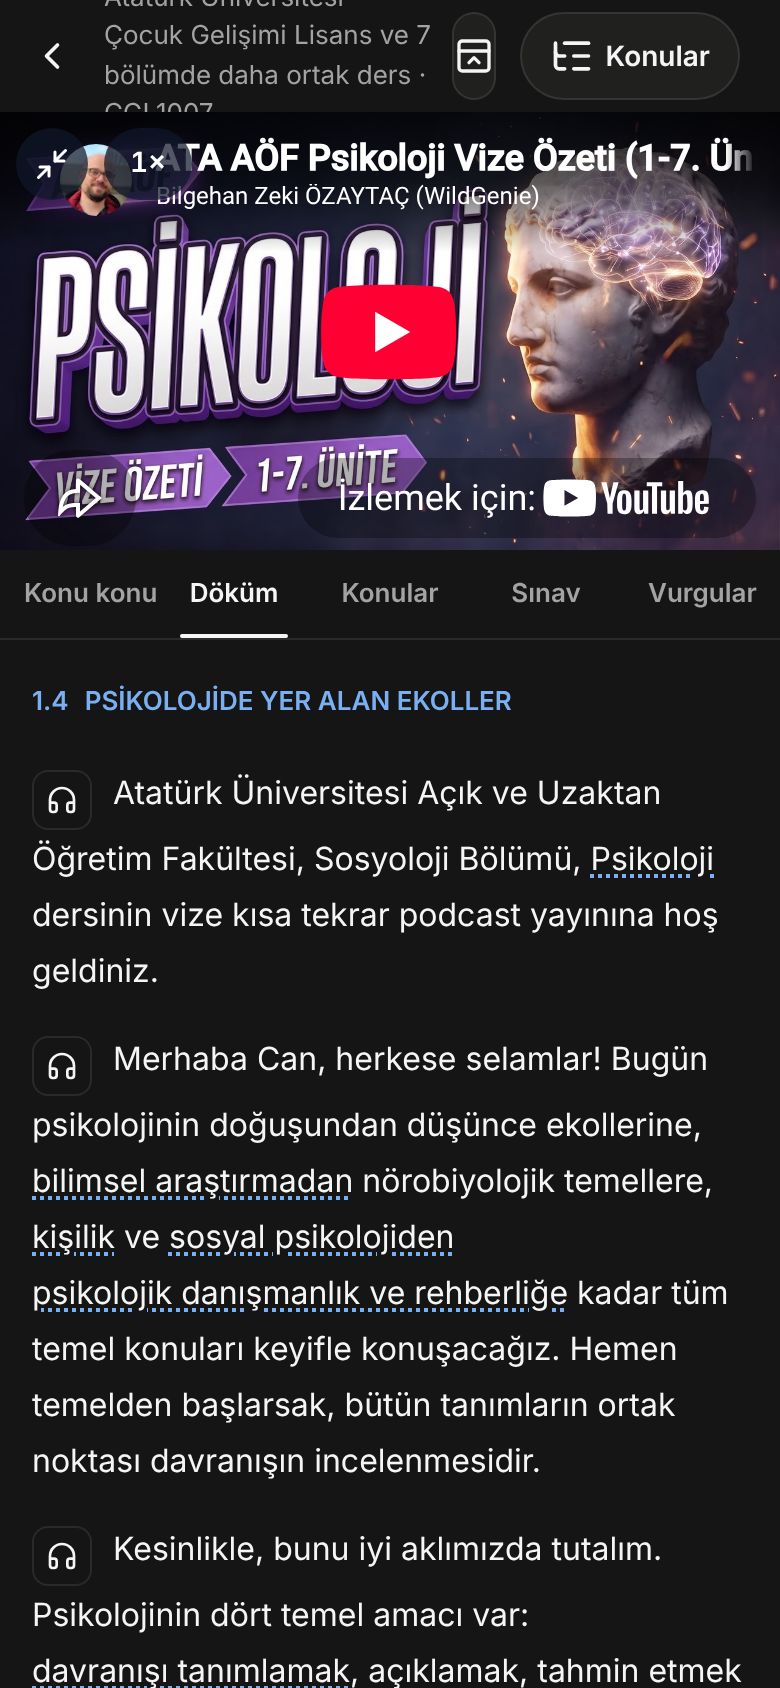 Atatürk Üniversitesi
Çocuk Gelişimi Lisans ve 7
bölümde daha ortak ders ·
Konular
1×
ATA AÖF Psikoloji Vize Özeti (1-7. Ün
Bilgehan Zeki ÖZAYTAÇ (WildGenie)
PSİKOLOJİ
VİZE ÖZETİ
1-7. ÜNİTE
İzlemek için: YouTube
Konu konu
Döküm
Konular
Sınav
Vurgular
1.4 PSİKOLOJİDE YER ALAN EKOLLER
Atatürk Üniversitesi Açık ve Uzaktan
Öğretim Fakültesi, Sosyoloji Bölümü, Psikoloji
dersinin vize kısa tekrar podcast yayınına hoş
geldiniz.
Merhaba Can, herkese selamlar! Bugün
psikolojinin doğuşundan düşünce ekollerine,
bilimsel araştırmadan nörobiyolojik temellere,
kişilik ve sosyal psikolojiden
psikolojik danışmanlık ve rehberliğe kadar tüm
temel konuları keyifle konuşacağız. Hemen
temelden başlarsak, bütün tanımların ortak
noktası davranışın incelenmesidir.
Kesinlikle, bunu iyi aklımızda tutalım.
Psikolojinin dört temel amacı var:
davranışı tanımlamak, açıklamak, tahmin etmek